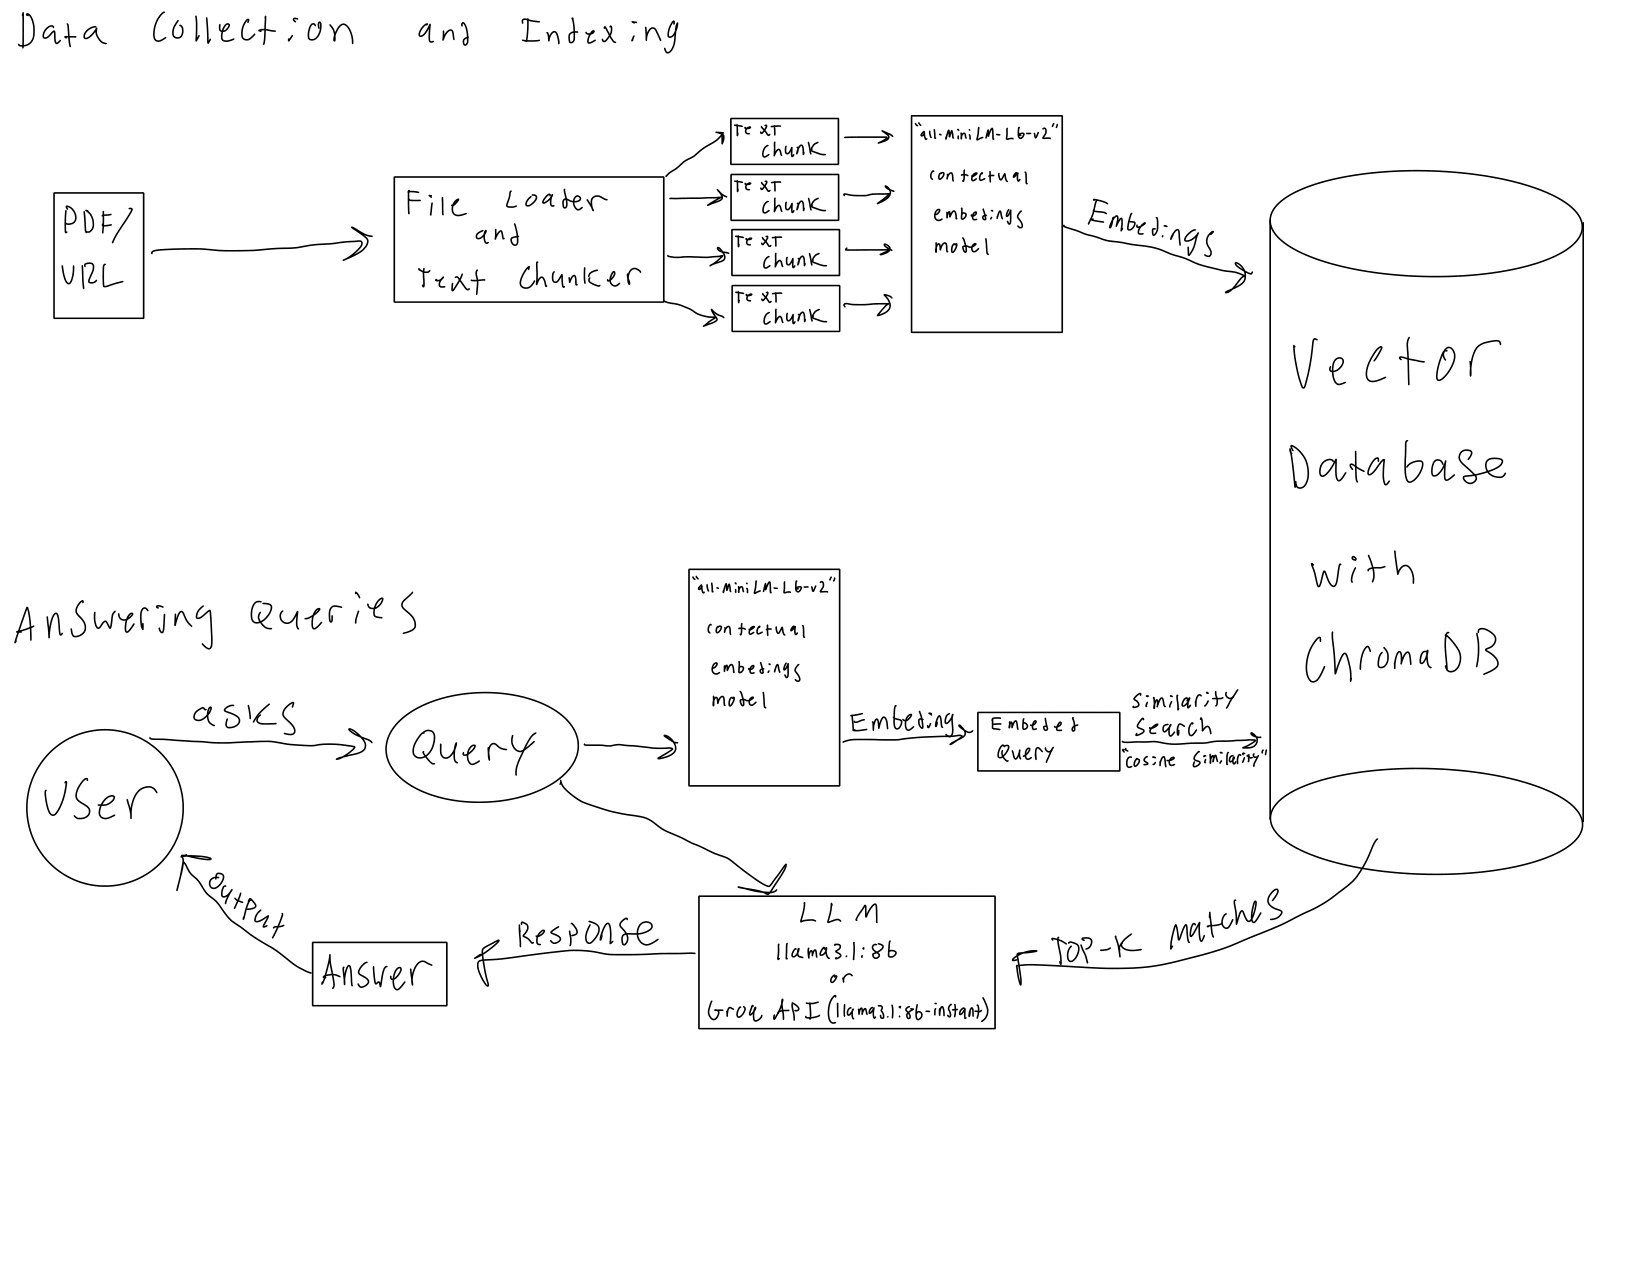 Data Collection and Indexing
PDF/
URL
File Loader
and
Text Chunker
Text
Chunk
Text
Chunk
Text
Chunk
Text
Chunk
"all-MiniLM-L6-v2"
contectual
embedings
model
Embedings
Vector
Database
with
ChromaDB
Answering Queries
User
asks
Query
"all-MiniLM-L6-v2"
contectual
embedings
model
Embeding
Embeded
Query
Similarity
Search
"cosine similarity"
Top-K matches
LLM
llama3.1:8b
or
Groq API (llama3.1:8b-instant)
Response
Answer
Output